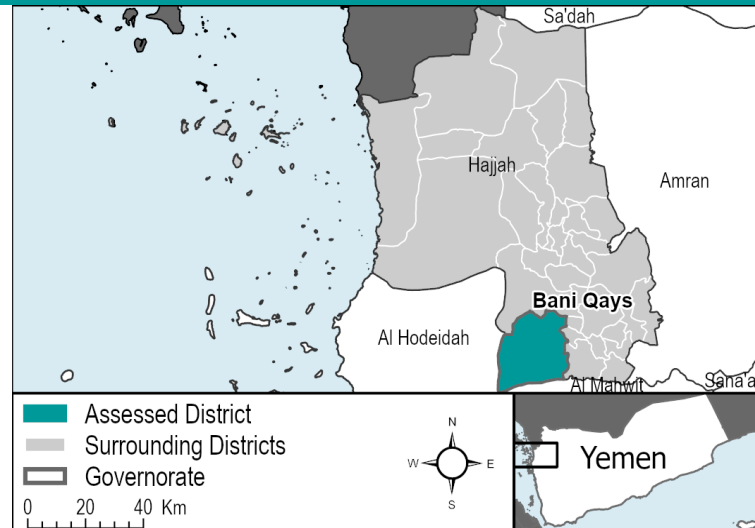 Sa'dah
Hajjah
Amran
Bani Qays
Al Hodeidah
Al Mahwit
Sana'a
Assessed District
Surrounding Districts
Governorate
0 20 40 Km
N
W E
S
Yemen